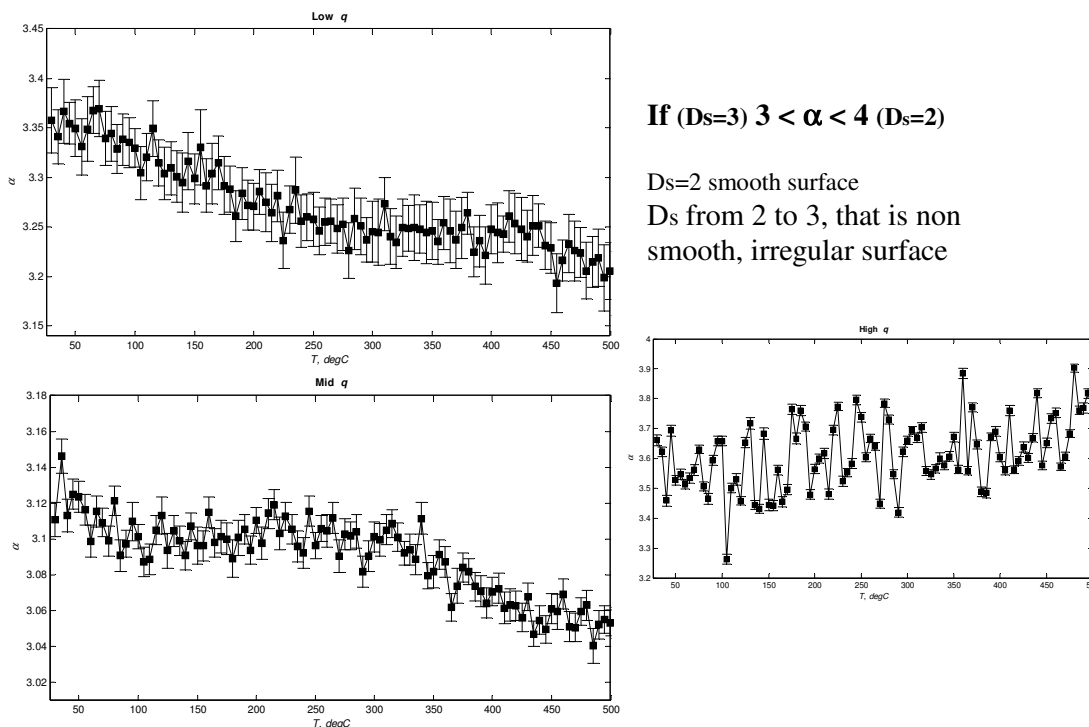 Low q
3.45
3.4
3.35
3.3
3.25
3.2
3.15
α
50 100 150 200 250 300 350 400 450 500
T, degC
If (Ds=3) 3 < α < 4 (Ds=2)
Ds=2 smooth surface
Ds from 2 to 3, that is non
smooth, irregular surface
Mid q
3.18
3.16
3.14
3.12
3.1
3.08
3.06
3.04
3.02
α
50 100 150 200 250 300 350 400 450 500
T, degC
High q
4
3.9
3.8
3.7
3.6
3.5
3.4
3.3
3.2
α
50 100 150 200 250 300 350 400 450
T, degC